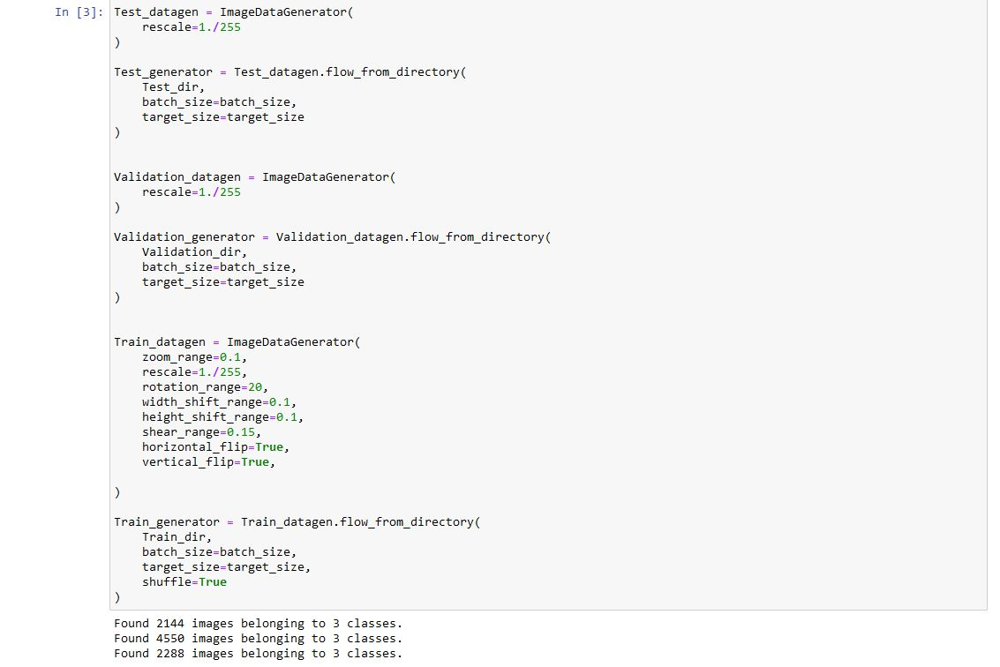 In [3]: Test_datagen = ImageDataGenerator(
    rescale=1./255
)
Test_generator = Test_datagen.flow_from_directory(
    Test_dir,
    batch_size=batch_size,
    target_size=target_size
)
Validation_datagen = ImageDataGenerator(
    rescale=1./255
)
Validation_generator = Validation_datagen.flow_from_directory(
    Validation_dir,
    batch_size=batch_size,
    target_size=target_size
)
Train_datagen = ImageDataGenerator(
    zoom_range=0.1,
    rescale=1./255,
    rotation_range=20,
    width_shift_range=0.1,
    height_shift_range=0.1,
    shear_range=0.15,
    horizontal_flip=True,
    vertical_flip=True,
)
Train_generator = Train_datagen.flow_from_directory(
    Train_dir,
    batch_size=batch_size,
    target_size=target_size,
    shuffle=True
)
Found 2144 images belonging to 3 classes.
Found 4550 images belonging to 3 classes.
Found 2288 images belonging to 3 classes.